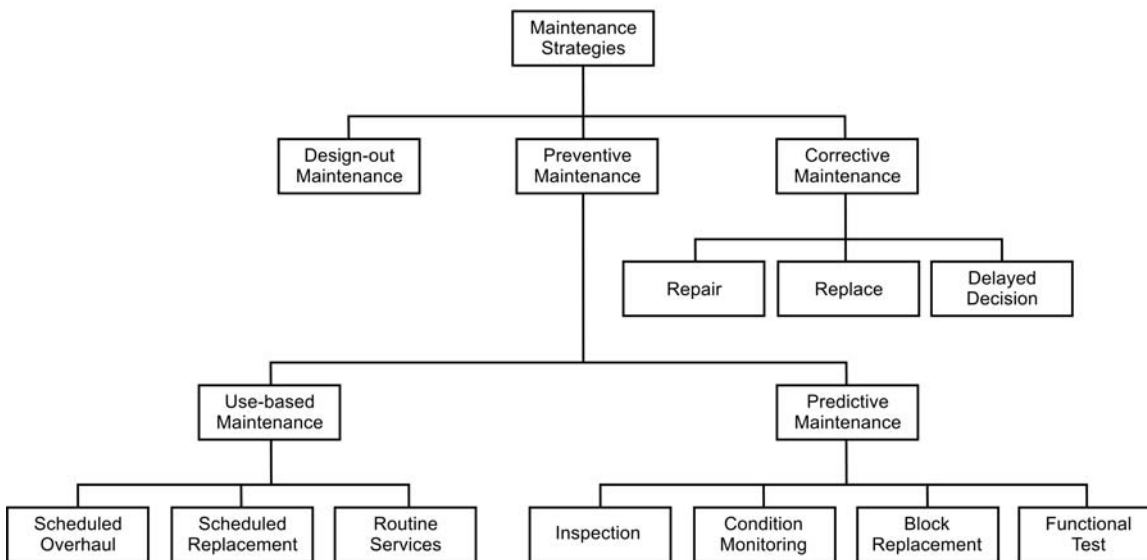 Maintenance
Strategies
Design-out
Maintenance
Preventive
Maintenance
Corrective
Maintenance
Repair
Replace
Delayed
Decision
Use-based
Maintenance
Predictive
Maintenance
Scheduled
Overhaul
Scheduled
Replacement
Routine
Services
Inspection
Condition
Monitoring
Block
Replacement
Functional
Test